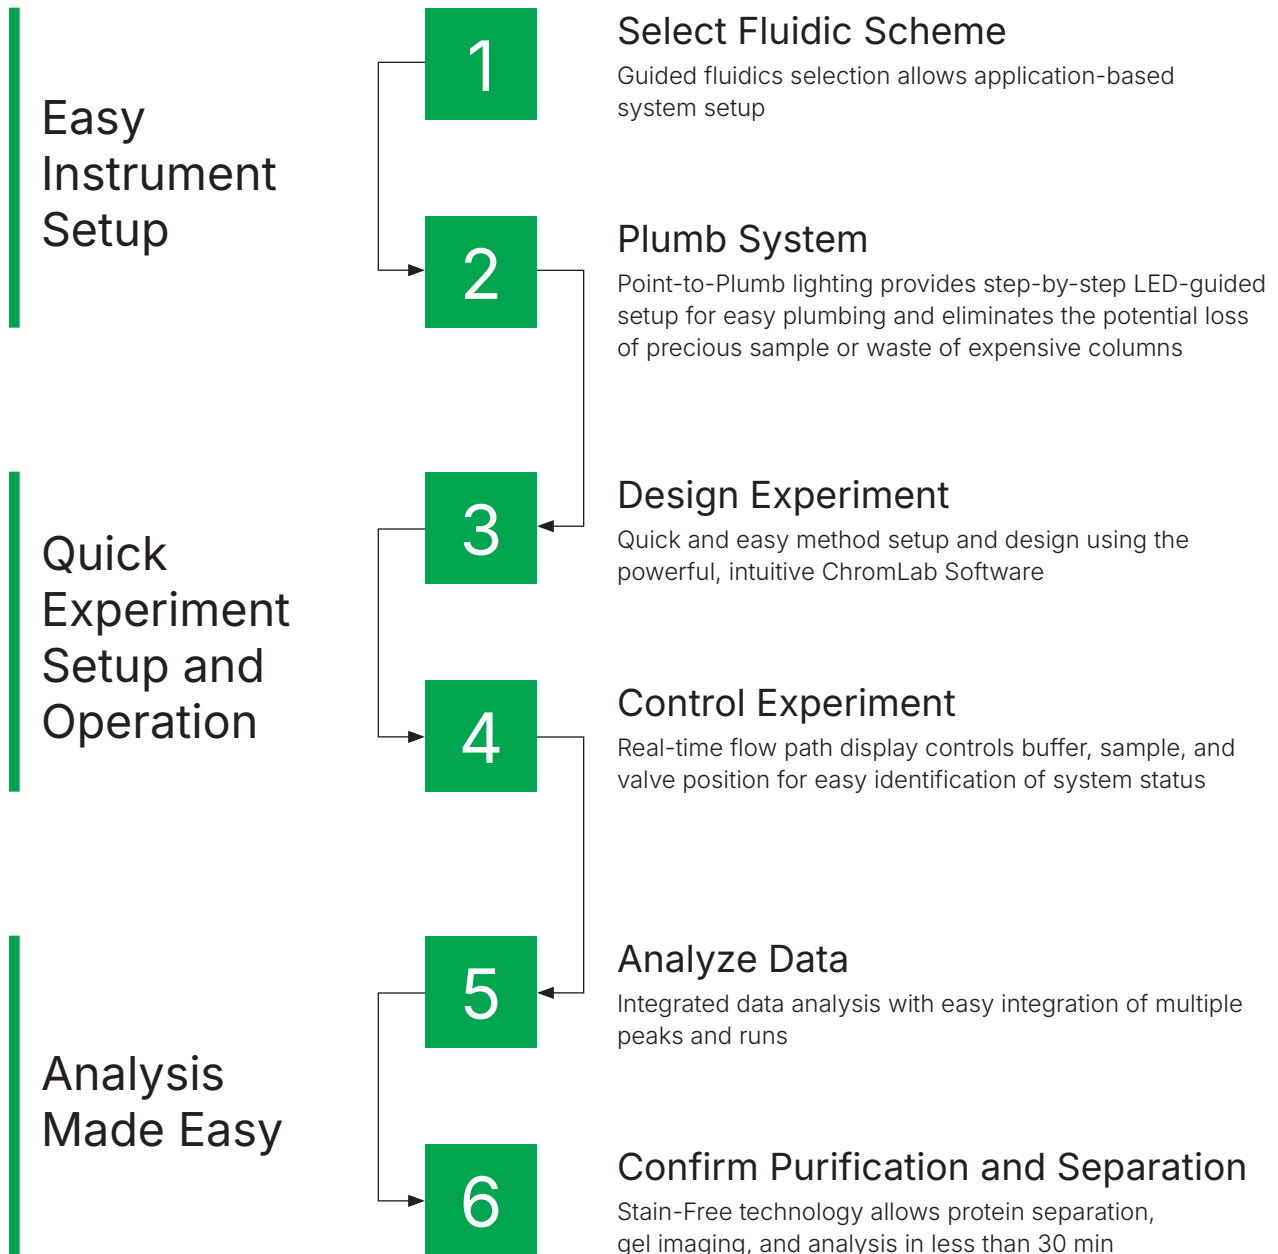 Easy
Instrument
Setup
1
Select Fluidic Scheme
Guided fluidics selection allows application-based
system setup
2
Plumb System
Point-to-Plumb lighting provides step-by-step LED-guided
setup for easy plumbing and eliminates the potential loss
of precious sample or waste of expensive columns
Quick
Experiment
Setup and
Operation
3
Design Experiment
Quick and easy method setup and design using the
powerful, intuitive ChromLab Software
4
Control Experiment
Real-time flow path display controls buffer, sample, and
valve position for easy identification of system status
Analysis
Made Easy
5
Analyze Data
Integrated data analysis with easy integration of multiple
peaks and runs
6
Confirm Purification and Separation
Stain-Free technology allows protein separation,
gel imaging, and analysis in less than 30 min